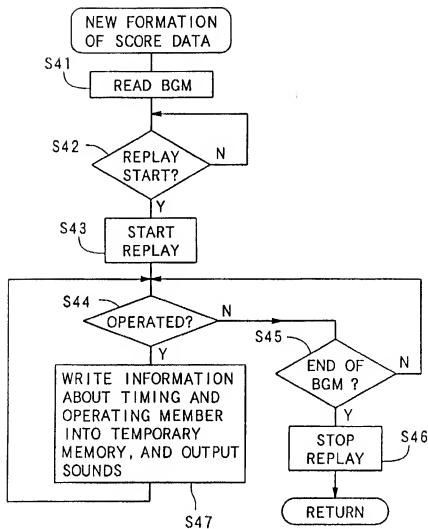 NEW FORMATION
OF SCORE DATA
S41
READ BGM
S42
REPLAY
START?
N
Y
S43
START
REPLAY
S44
OPERATED?
N
Y
S45
END OF
BGM ?
N
Y
WRITE INFORMATION
ABOUT TIMING AND
OPERATING MEMBER
INTO TEMPORARY
MEMORY, AND OUTPUT
SOUNDS
S47
STOP
REPLAY
S46
RETURN